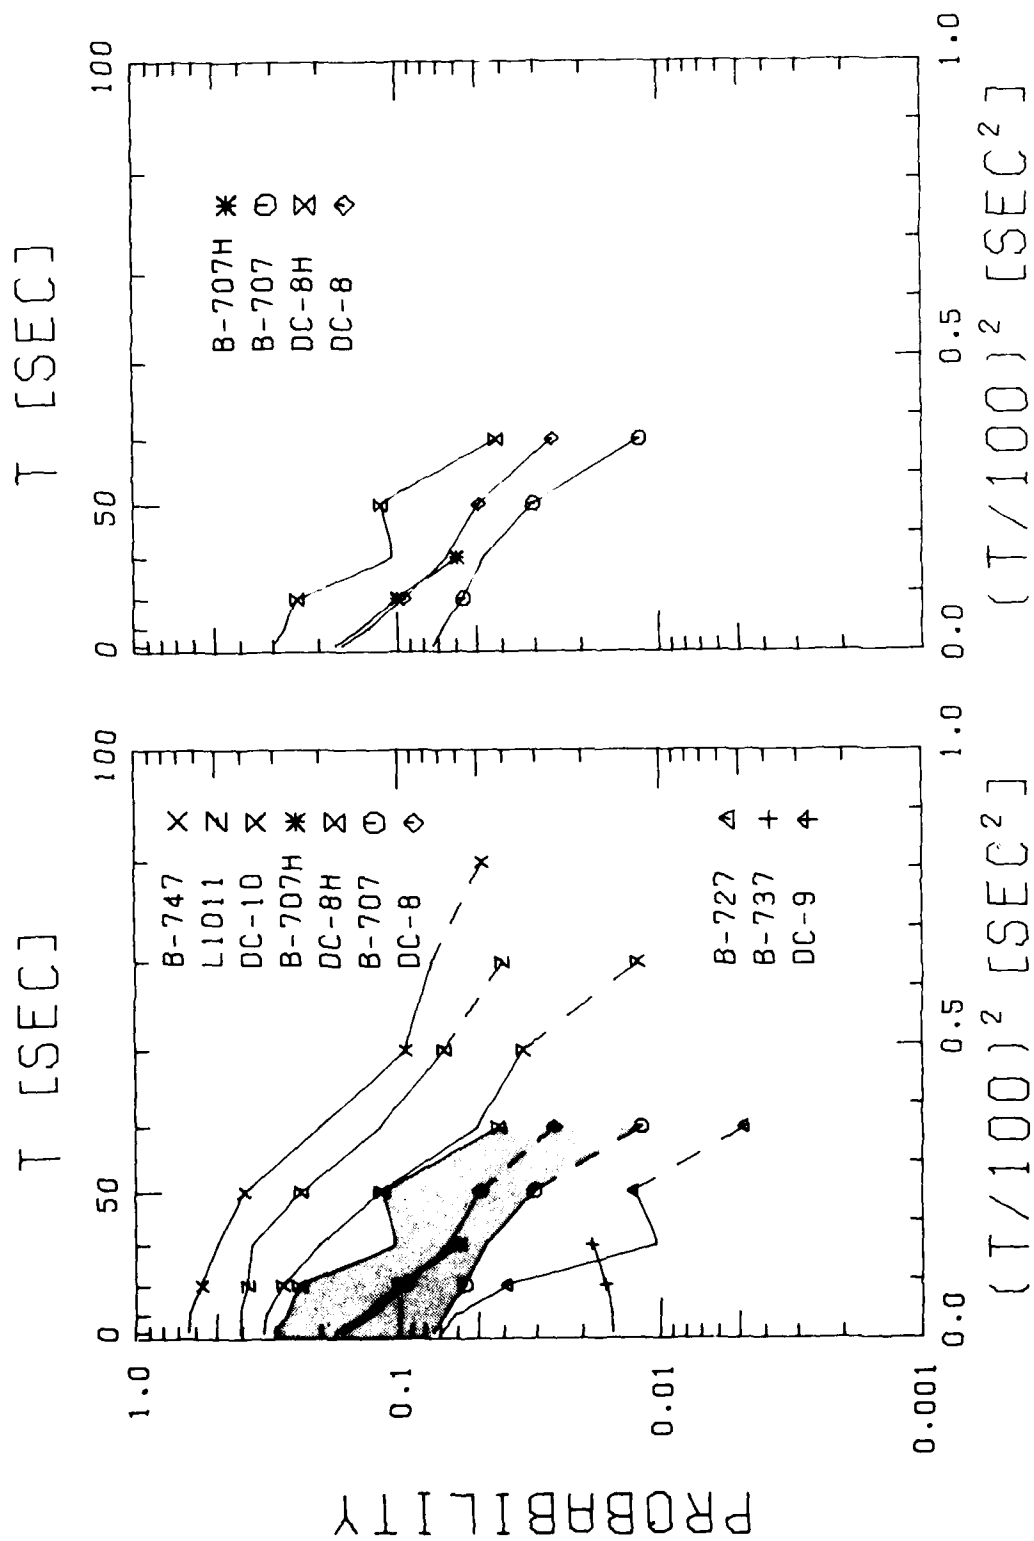 T [SEC]
0 50 100
B-747
L1011
DC-10
B-707H
DC-8H
B-707
DC-8
B-727
B-737
DC-9
PROBABILITY
1.0
0.1
0.01
0.001
0.0 0.5 1.0
(T/100)² [SEC²]
T [SEC]
0 50 100
B-707H
B-707
DC-8H
DC-8
0.0 0.5 1.0
(T/100)² [SEC²]